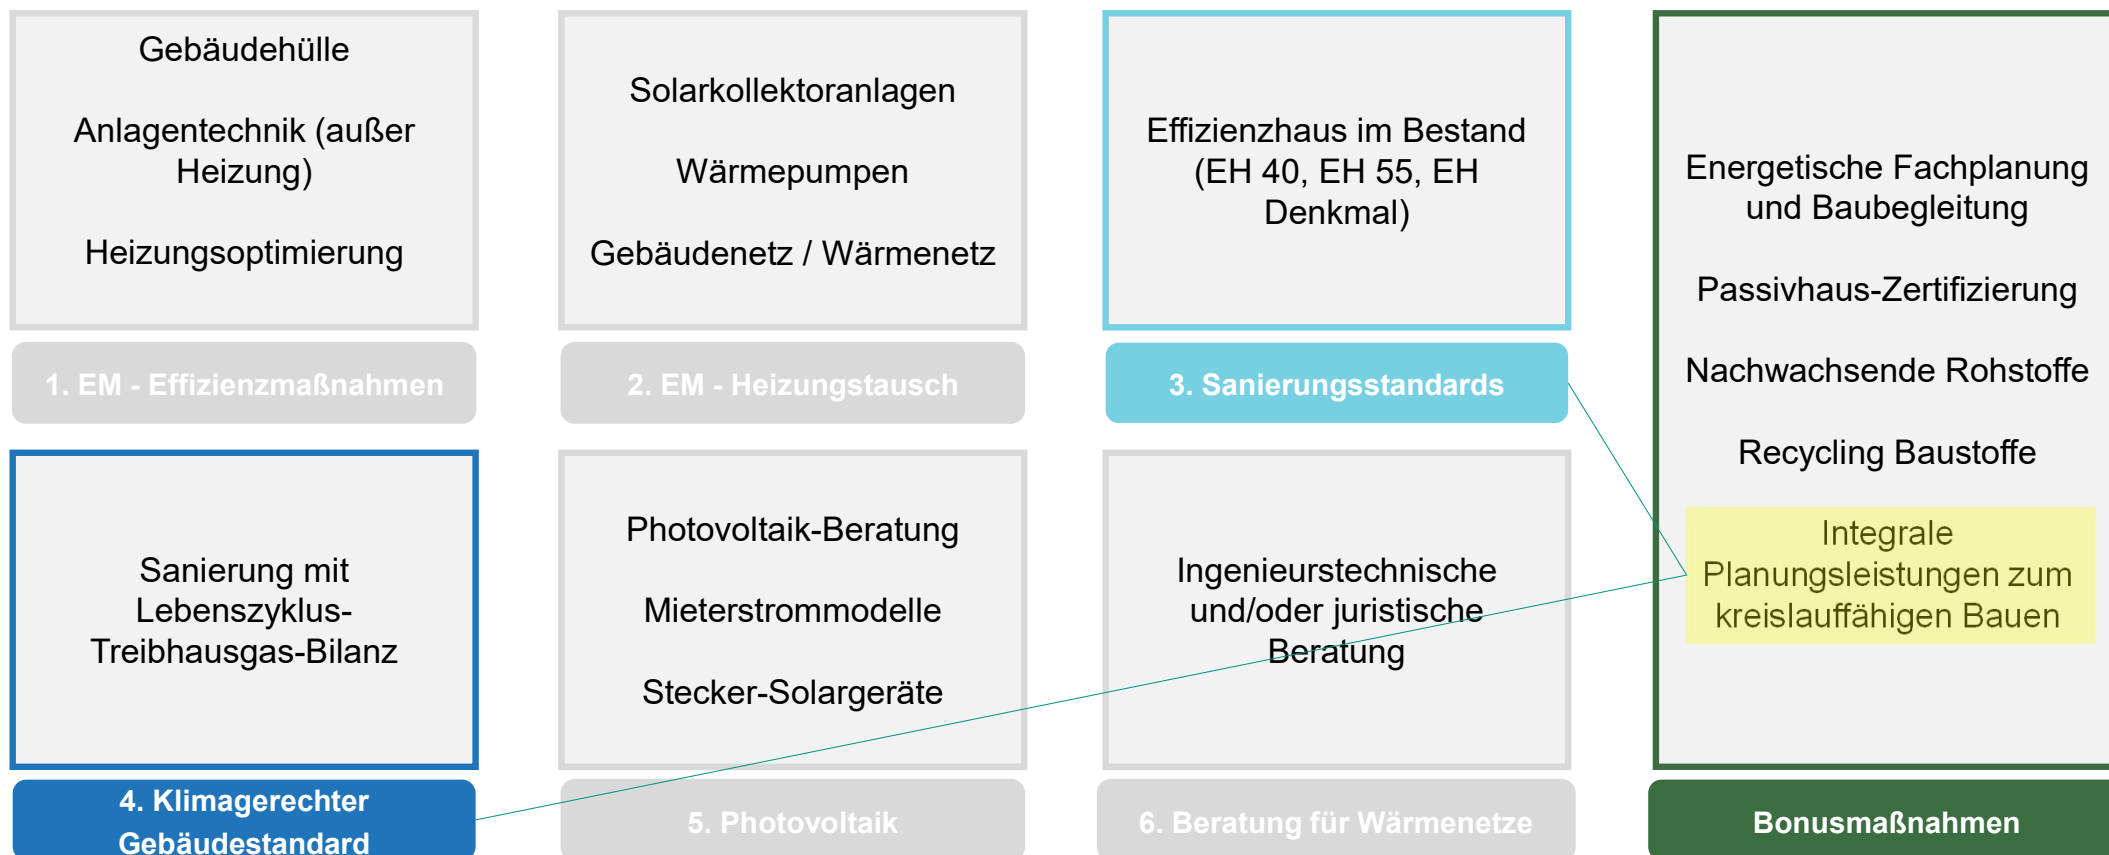 Gebäudehülle
Anlagentechnik (außer
Heizung)
Heizungsoptimierung
1. EM - Effizienzmaßnahmen
Solarkollektoranlagen
Wärmepumpen
Gebäudenetz / Wärmenetz
2. EM - Heizungstausch
Effizienzhaus im Bestand
(EH 40, EH 55, EH
Denkmal)
3. Sanierungsstandards
Sanierung mit
Lebenszyklus-
Treibhausgas-Bilanz
4. Klimagerechter
Gebäudestandard
Photovoltaik-Beratung
Mieterstrommodelle
Stecker-Solargeräte
5. Photovoltaik
Ingenieurstechnische
und/oder juristische
Beratung
6. Beratung für Wärmenetze
Energetische Fachplanung
und Baubegleitung
Passivhaus-Zertifizierung
Nachwachsende Rohstoffe
Recycling Baustoffe
Integrale
Planungsleistungen zum
kreislauffähigen Bauen
Bonusmaßnahmen